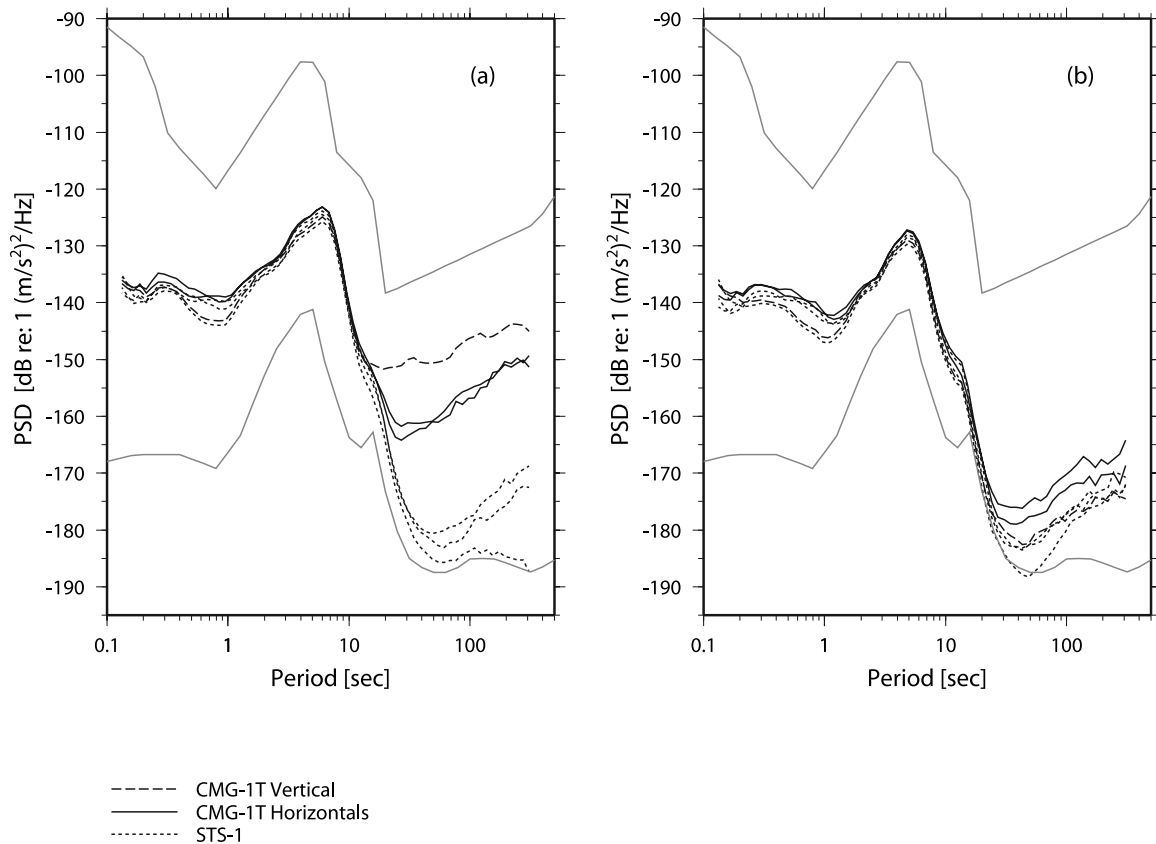 -90
-100
-110
-120
-130
-140
-150
-160
-170
-180
-190
PSD [dB re: 1 (m/s²)²/Hz]
0.1 1 10 100
Period [sec]
(a)
-90
-100
-110
-120
-130
-140
-150
-160
-170
-180
-190
PSD [dB re: 1 (m/s²)²/Hz]
0.1 1 10 100
Period [sec]
(b)
CMG-1T Vertical
CMG-1T Horizontals
STS-1